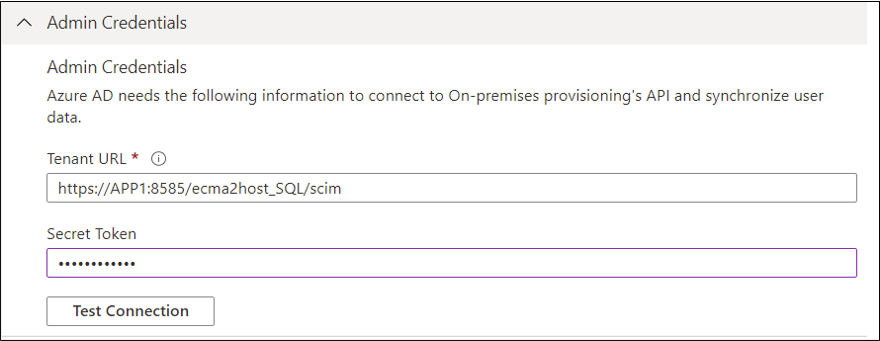 Admin Credentials
Admin Credentials
Azure AD needs the following information to connect to On-premises provisioning's API and synchronize user
data.
Tenant URL *
https://APP1:8585/ecma2host_SQL/scim
Secret Token
••••••••••••
Test Connection